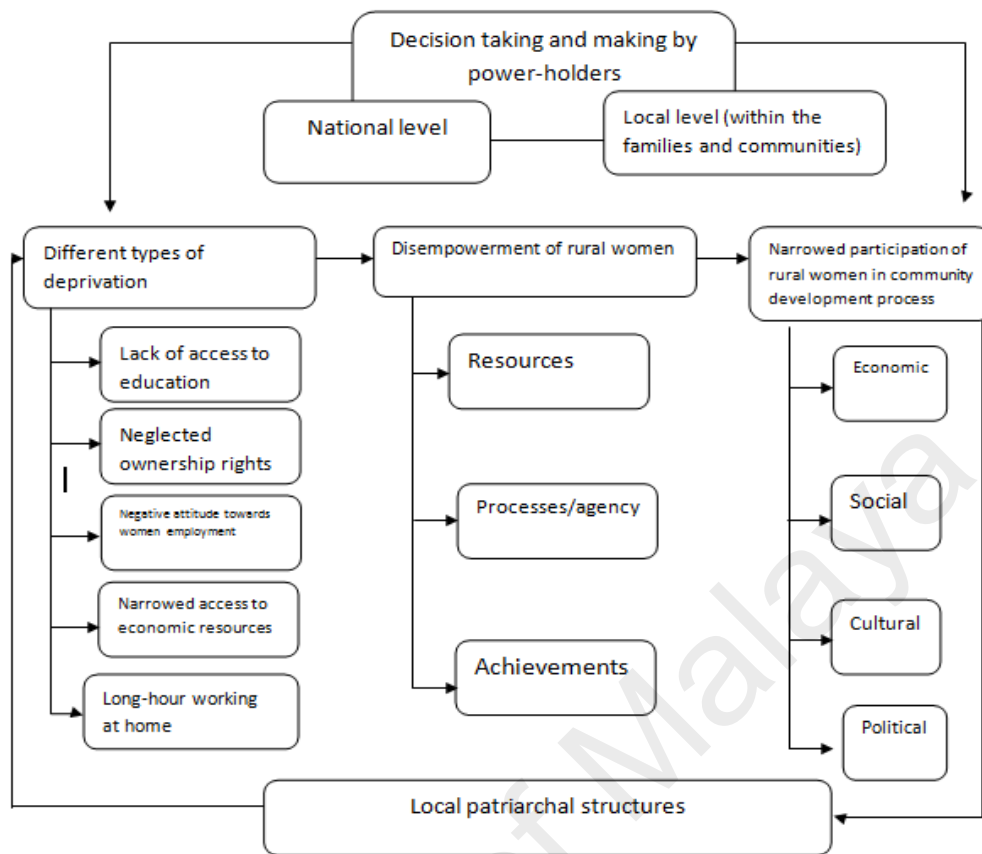 Decision taking and making by
power-holders
National level
Local level (within the
families and communities)
Different types of
deprivation
Disempowerment of rural women
Narrowed participation of
rural women in community
development process
Lack of access to
education
Neglected
ownership rights
Negative attitude towards
women employment
Narrowed access to
economic resources
Long-hour working
at home
Resources
Processes/agency
Achievements
Economic
Social
Cultural
Political
Local patriarchal structures
of Malaya